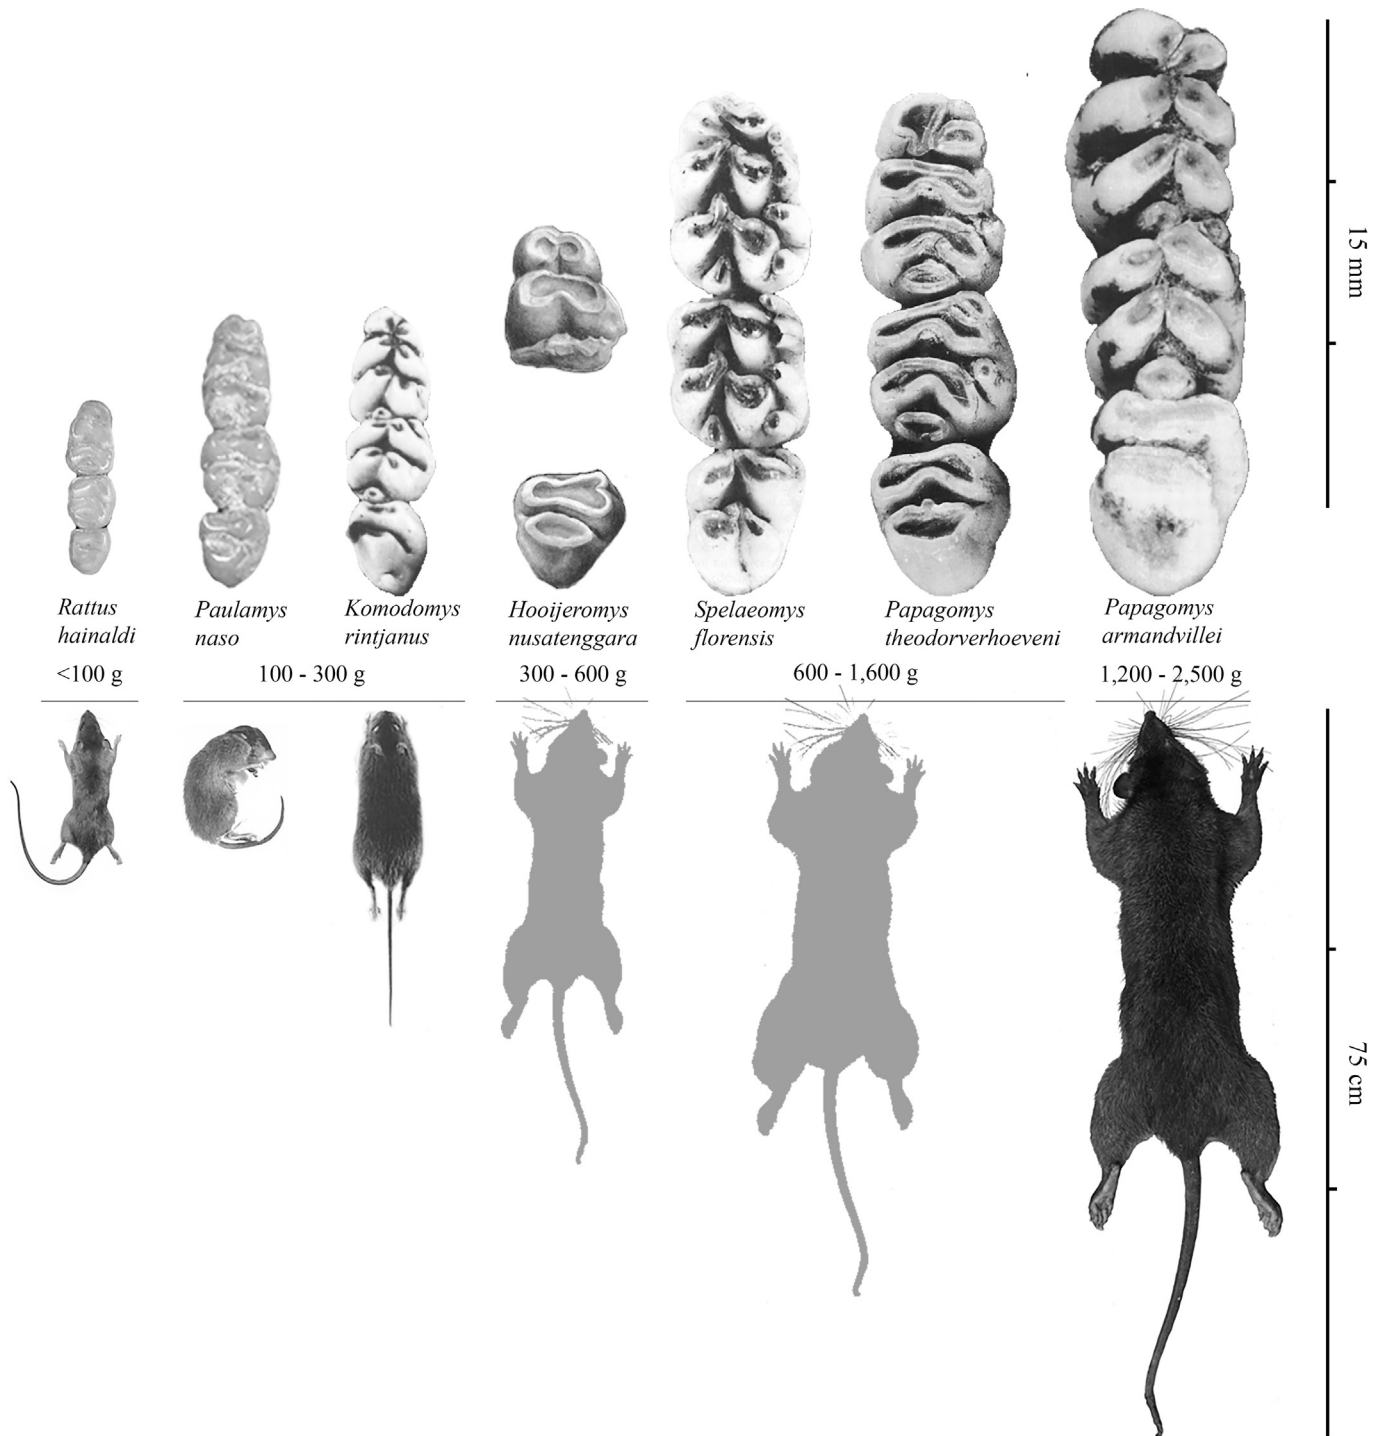 15 mm
Rattus
hainaldi
Paulamys
naso
Komodomys
rintjanus
Hooijeromys
nusatenggara
Spelaeomys
florensis
Papagomys
theodorverhoeveni
Papagomys
armandvillei
<100 g
100 - 300 g
300 - 600 g
600 - 1,600 g
1,200 - 2,500 g
75 cm